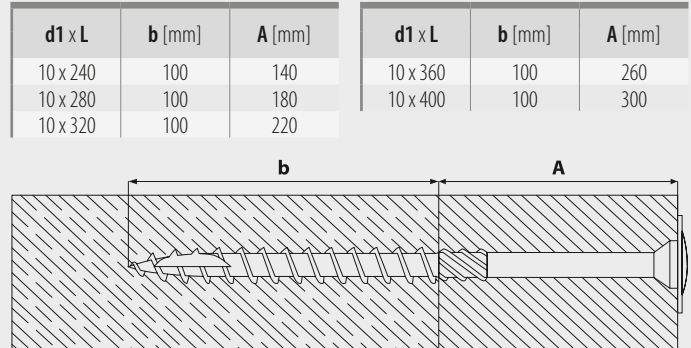 d1 x L b [mm] A [mm]
10 x 240 100 140
10 x 280 100 180
10 x 320 100 220
d1 x L b [mm] A [mm]
10 x 360 100 260
10 x 400 100 300
b A